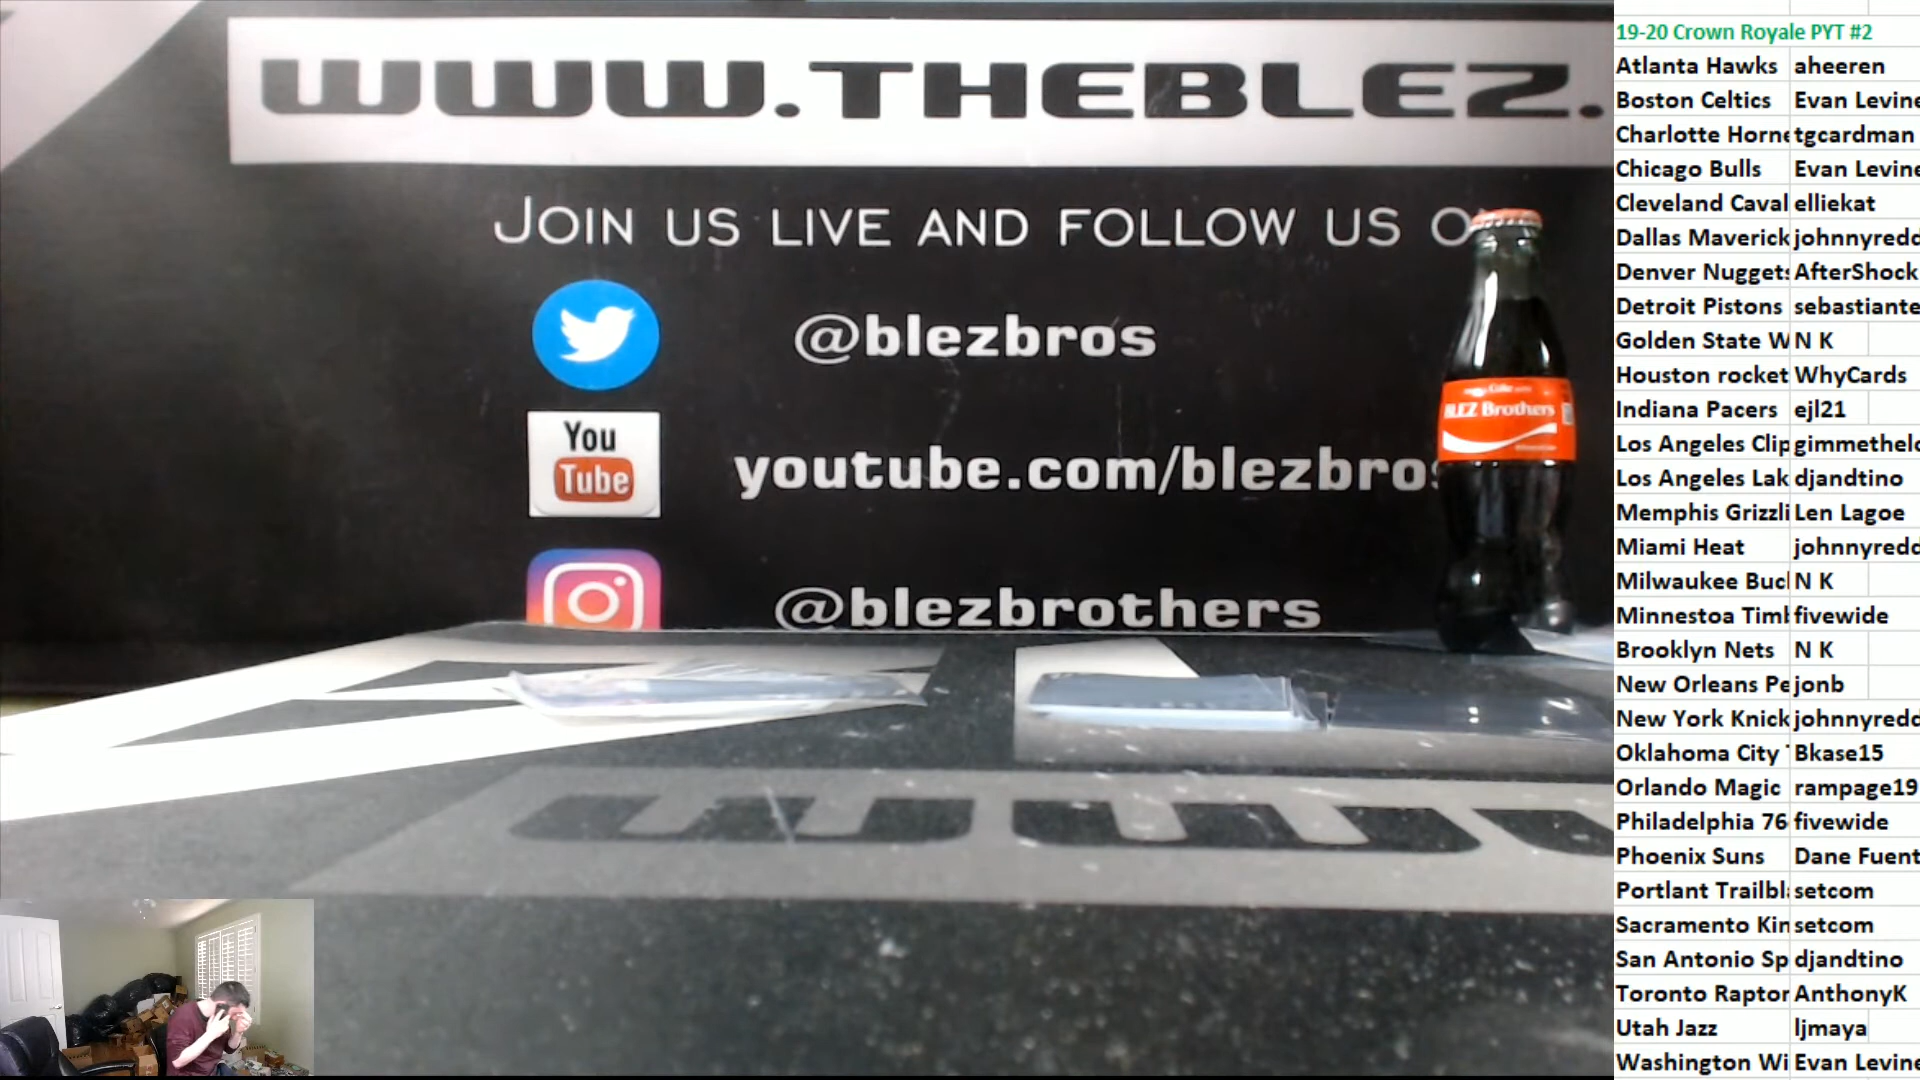 WWW.THEBLEZ.
JOIN US LIVE AND FOLLOW US O
@blezbros
You
Tube
youtube.com/blezbros
@blezbrothers
BLEZ Brothers
19-20 Crown Royale PYT #2
Atlanta Hawks aheeren
Boston Celtics Evan Levine
Charlotte Horne tgcardman
Chicago Bulls Evan Levine
Cleveland Caval elliekat
Dallas Maverick johnnyredd
Denver Nuggets AfterShock
Detroit Pistons sebastiante
Golden State W N K
Houston rocket WhyCards
Indiana Pacers ejl21
Los Angeles Clip gimmethelo
Los Angeles Lak djandtino
Memphis Grizzli Len Lagoe
Miami Heat johnnyredd
Milwaukee Buc N K
Minnestoa Timb fivewide
Brooklyn Nets N K
New Orleans Pe jonb
New York Knick johnnyredd
Oklahoma City Bkase15
Orlando Magic rampage19
Philadelphia 76 fivewide
Phoenix Suns Dane Fuent
Portlant Trailbla setcom
Sacramento Kin setcom
San Antonio Sp djandtino
Toronto Raptor AnthonyK
Utah Jazz ljmaya
Washington Wi Evan Levine